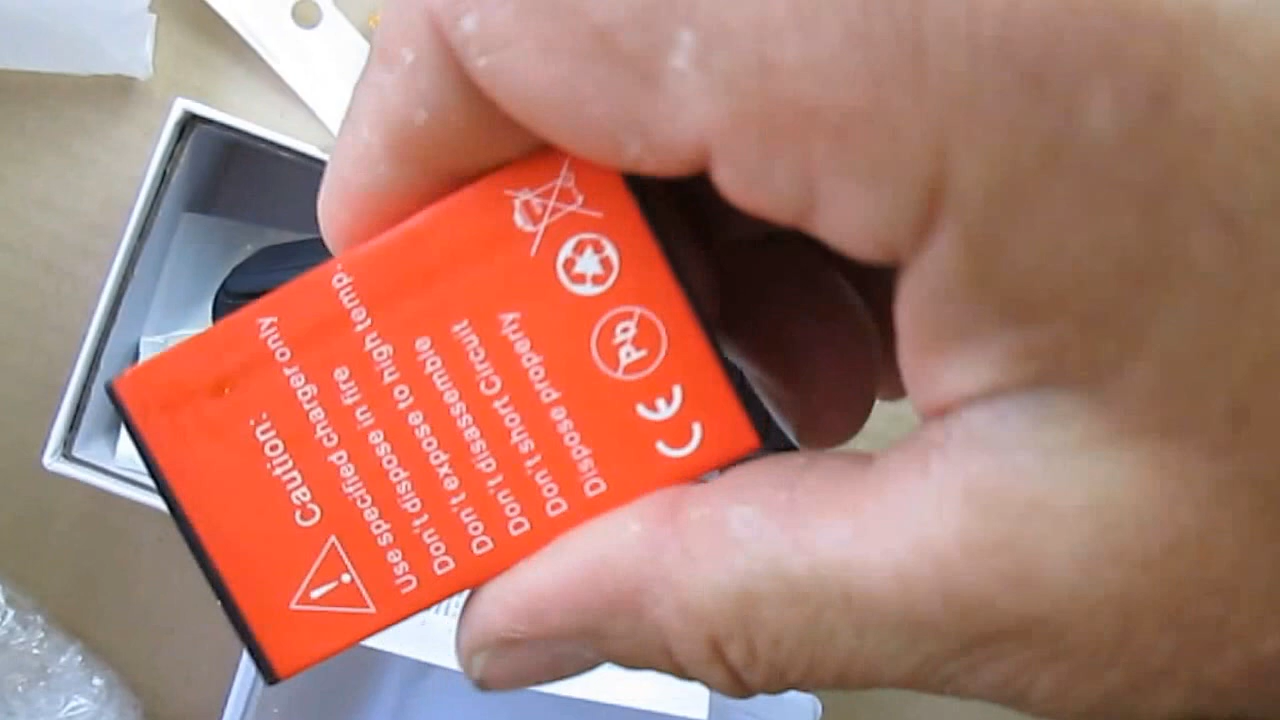 Caution:
Use specified charger only
Don't dispose in fire
Don't expose to high temp.
Don't disassemble
Don't short Circuit
Dispose properly
CE
Pb